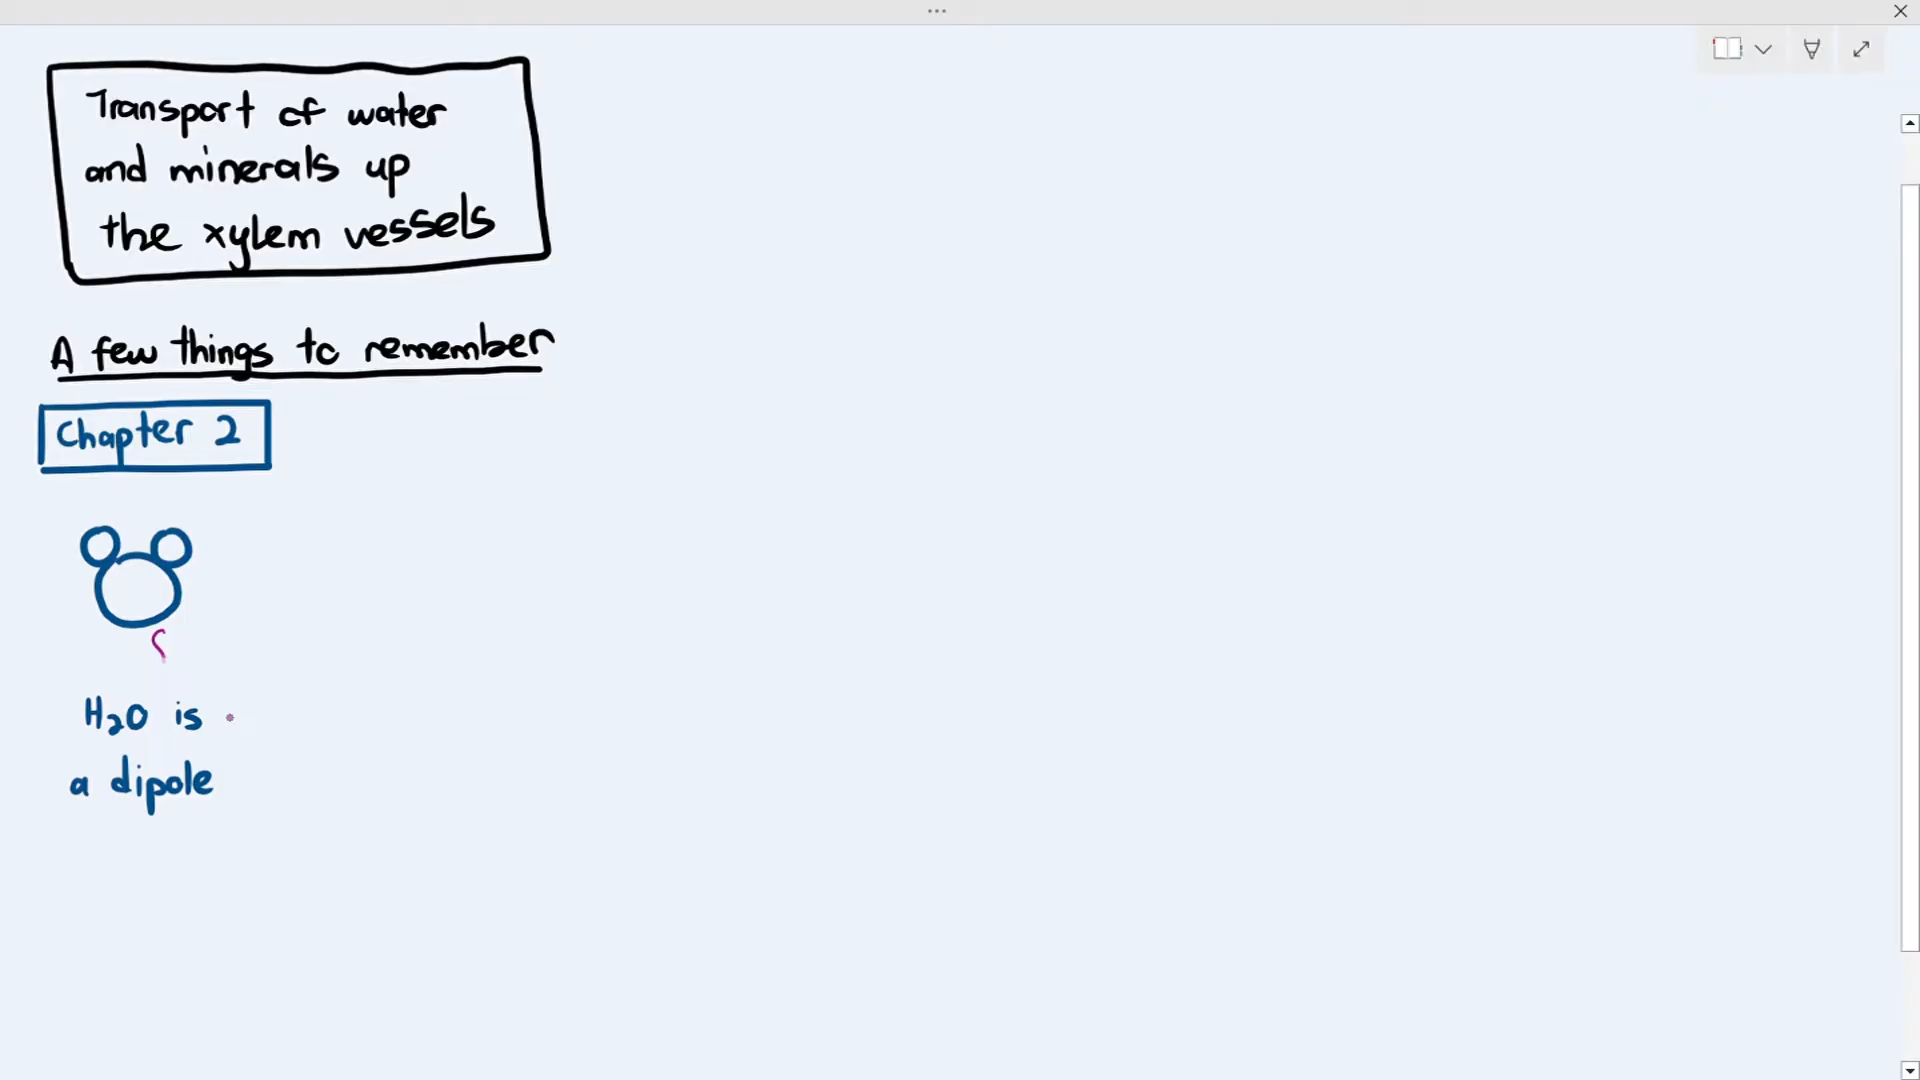 Transport of water
and minerals up
the xylem vessels
A few things to remember
Chapter 2
H₂O is
a dipole